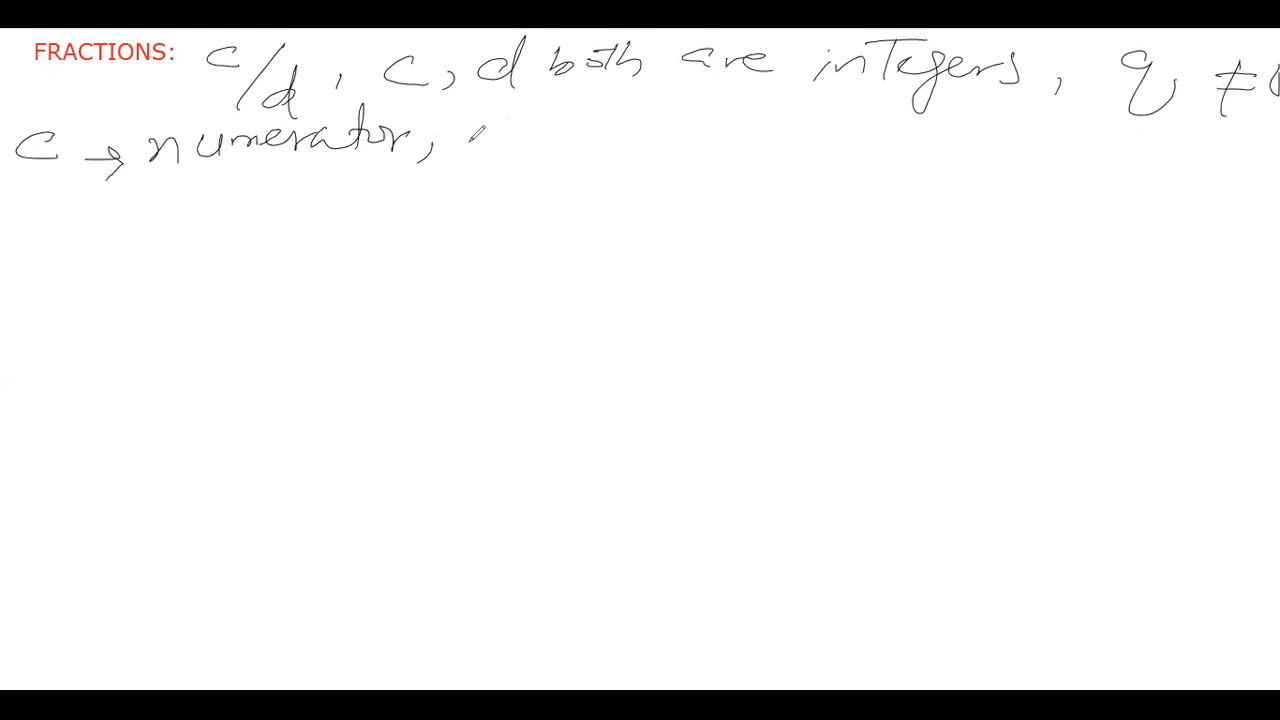 FRACTIONS: c/d, c, d both are integers, q ≠
c → numerator,